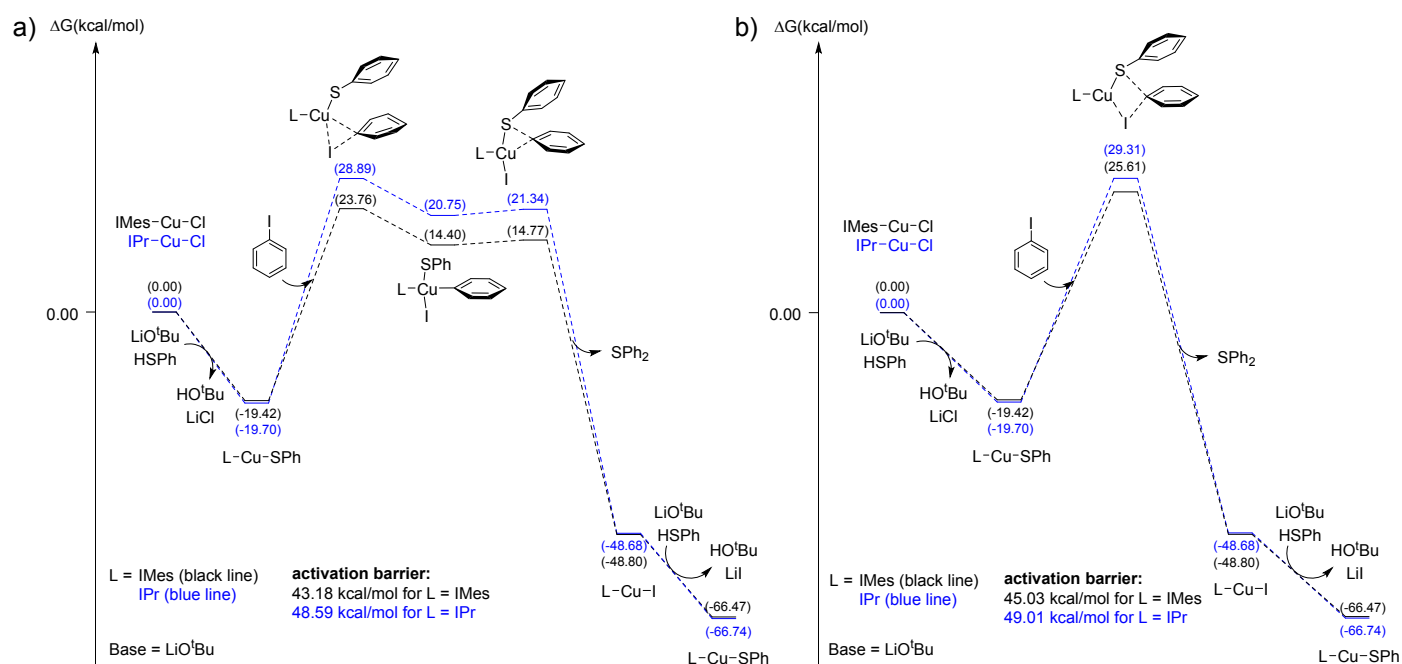 a)
ΔG(kcal/mol)
S
L–Cu
I
(28.89)
(23.76)
S
L–Cu
I
(20.75)
(21.34)
(14.40)
(14.77)
IMes–Cu–Cl
IPr–Cu–Cl
I
SPh
L–Cu
I
0.00
(0.00)
(0.00)
LiOᵗBu
HSPh
HOᵗBu
LiCl
(-19.42)
(-19.70)
L–Cu–SPh
SPh₂
(-48.68)
(-48.80)
L–Cu–I
LiOᵗBu
HSPh
HOᵗBu
LiI
(-66.47)
(-66.74)
L–Cu–SPh
L = IMes (black line)
IPr (blue line)
activation barrier:
43.18 kcal/mol for L = IMes
48.59 kcal/mol for L = IPr
Base = LiOᵗBu
b)
ΔG(kcal/mol)
S
L–Cu
I
(29.31)
(25.61)
IMes–Cu–Cl
IPr–Cu–Cl
I
0.00
(0.00)
(0.00)
LiOᵗBu
HSPh
HOᵗBu
LiCl
(-19.42)
(-19.70)
L–Cu–SPh
SPh₂
(-48.68)
(-48.80)
L–Cu–I
LiOᵗBu
HSPh
HOᵗBu
LiI
(-66.47)
(-66.74)
L–Cu–SPh
L = IMes (black line)
IPr (blue line)
activation barrier:
45.03 kcal/mol for L = IMes
49.01 kcal/mol for L = IPr
Base = LiOᵗBu